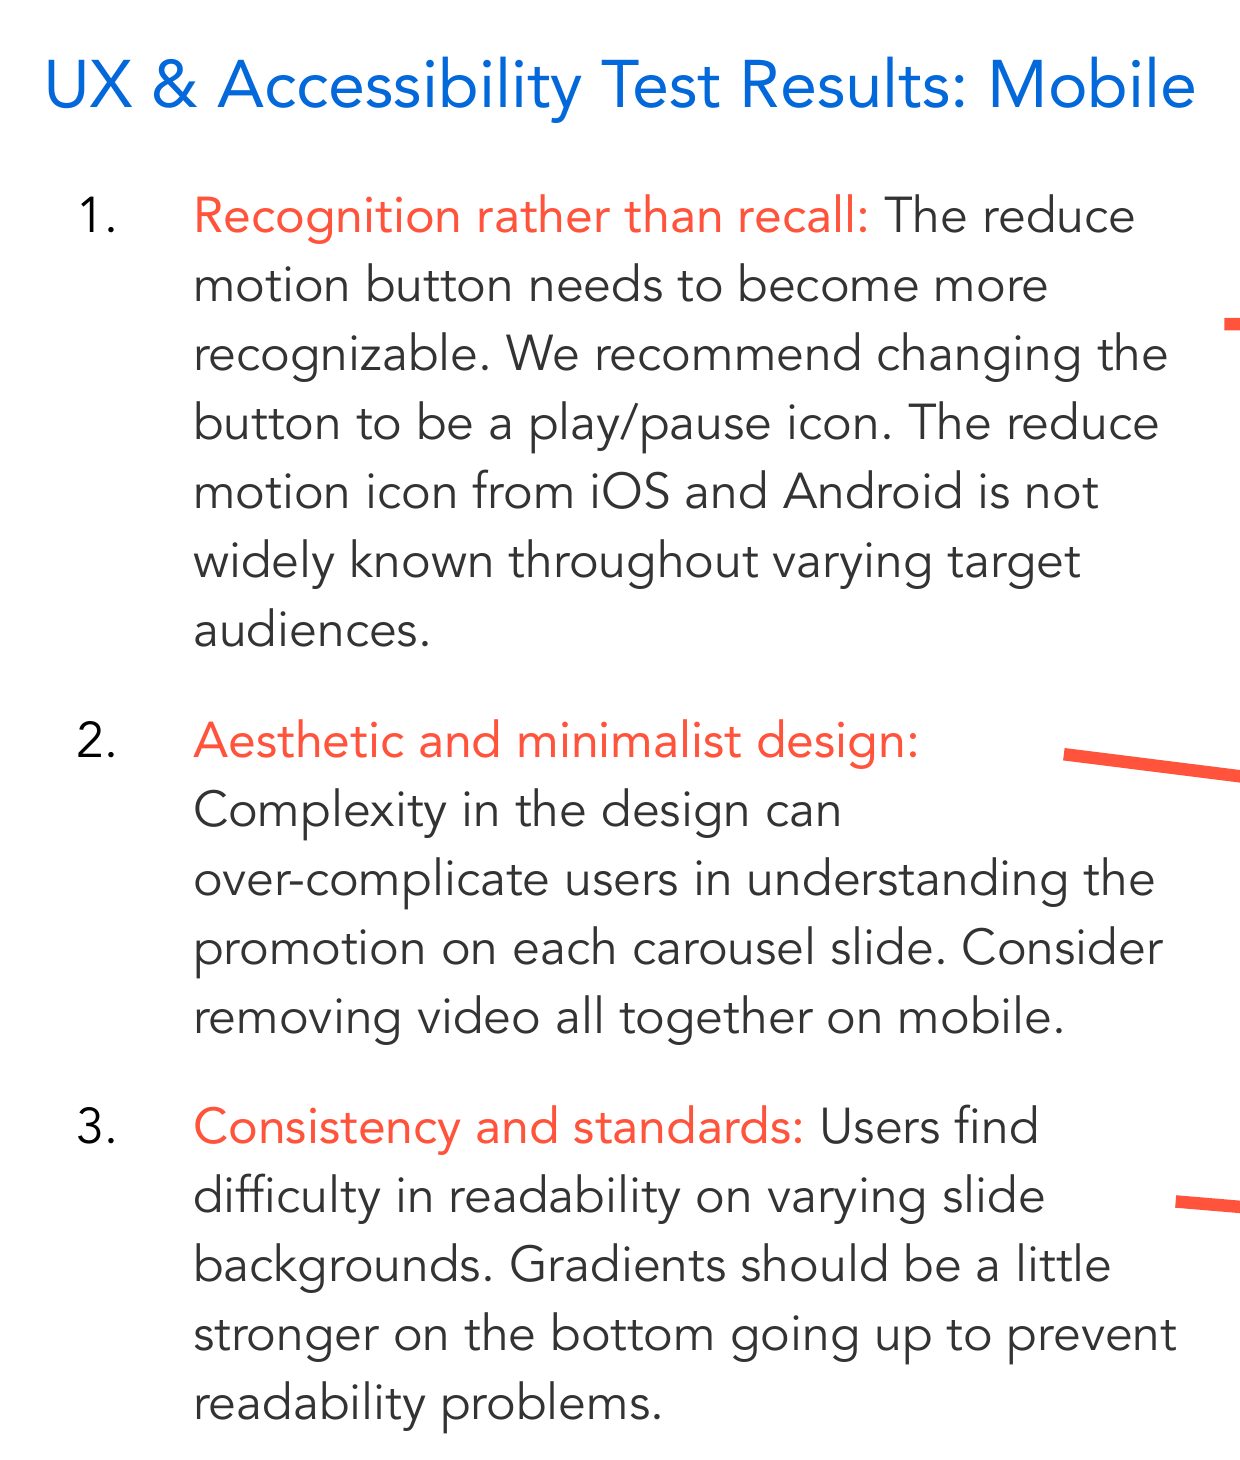 UX & Accessibility Test Results: Mobile
1. Recognition rather than recall: The reduce
motion button needs to become more
recognizable. We recommend changing the
button to be a play/pause icon. The reduce
motion icon from iOS and Android is not
widely known throughout varying target
audiences.
2. Aesthetic and minimalist design:
Complexity in the design can
over-complicate users in understanding the
promotion on each carousel slide. Consider
removing video all together on mobile.
3. Consistency and standards: Users find
difficulty in readability on varying slide
backgrounds. Gradients should be a little
stronger on the bottom going up to prevent
readability problems.